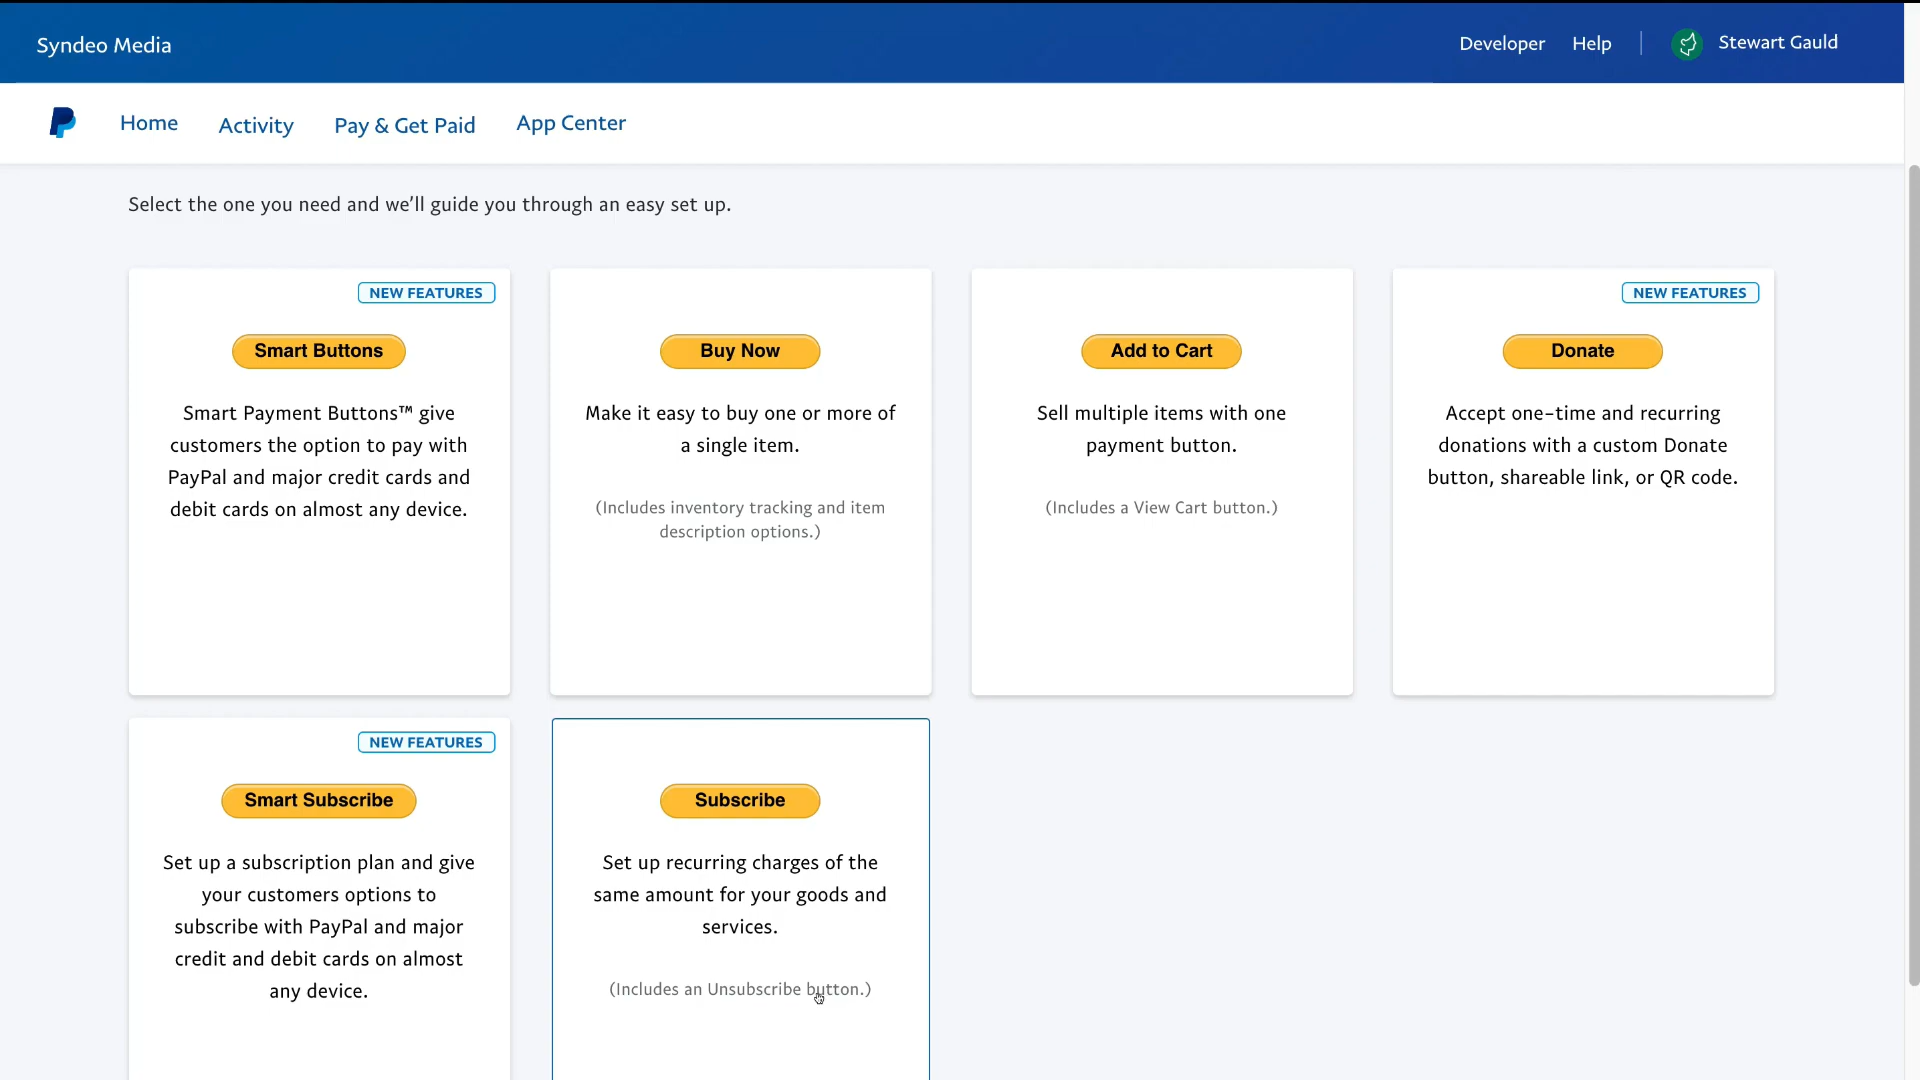 Syndeo Media
Developer Help Stewart Gauld
Home Activity Pay & Get Paid App Center
Select the one you need and we'll guide you through an easy set up.
NEW FEATURES
Smart Buttons
Smart Payment Buttons™ give
customers the option to pay with
PayPal and major credit cards and
debit cards on almost any device.
Buy Now
Make it easy to buy one or more of
a single item.
(Includes inventory tracking and item
description options.)
Add to Cart
Sell multiple items with one
payment button.
(Includes a View Cart button.)
NEW FEATURES
Donate
Accept one-time and recurring
donations with a custom Donate
button, shareable link, or QR code.
NEW FEATURES
Smart Subscribe
Set up a subscription plan and give
your customers options to
subscribe with PayPal and major
credit and debit cards on almost
any device.
Subscribe
Set up recurring charges of the
same amount for your goods and
services.
(Includes an Unsubscribe button.)